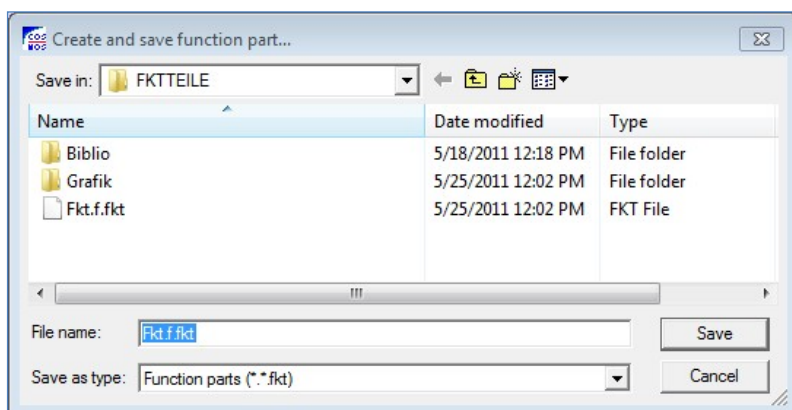 COS
MOS
Create and save function part...
Save in: FKTTEILE
Name Date modified Type
Biblio 5/18/2011 12:18 PM File folder
Grafik 5/25/2011 12:02 PM File folder
Fkt.f.fkt 5/25/2011 12:02 PM FKT File
File name: Fkt.f.fkt Save
Save as type: Function parts (*.*.fkt) Cancel